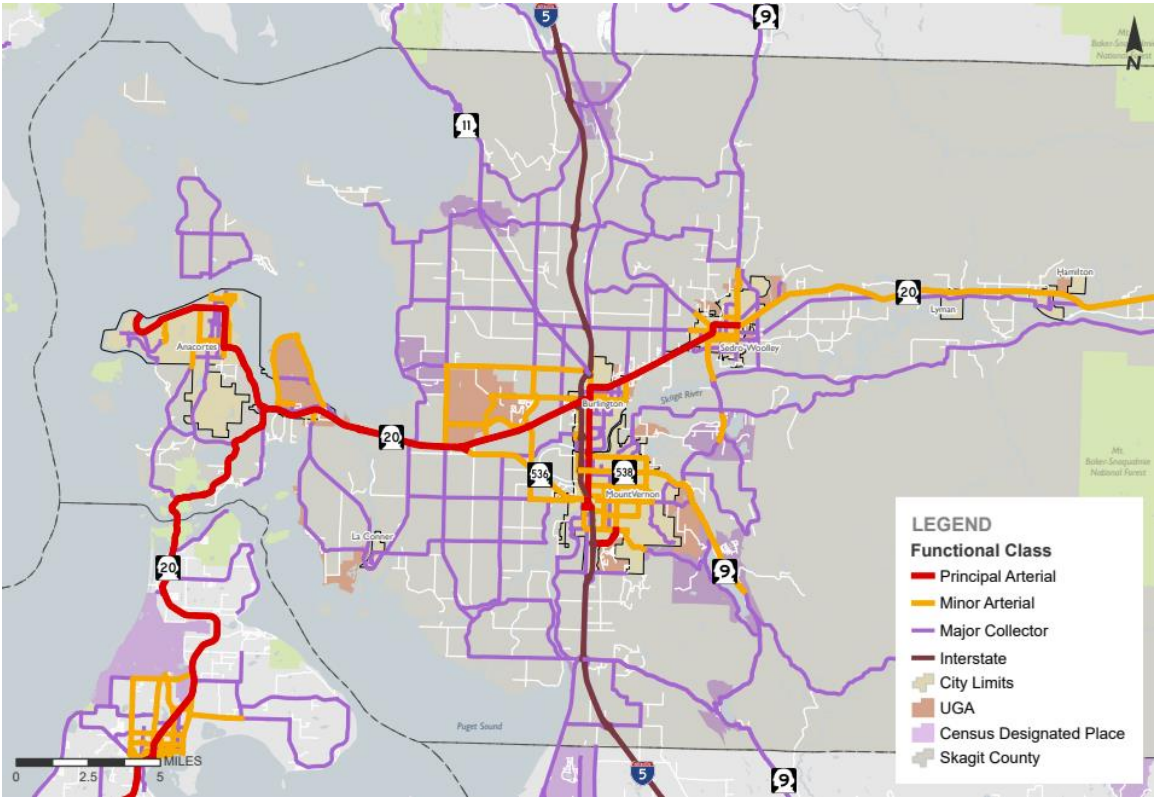 5
9
Mt.
Baker-Snoqualmie
National Forest
N
11
20
Hamilton
Lyman
Anacortes
Sedro-Woolley
Skagit River
Burlington
20
536
538
Mount Vernon
Mt.
Baker-Snoqualmie
National Forest
La Conner
9
20
LEGEND
Functional Class
Principal Arterial
Minor Arterial
Major Collector
Interstate
City Limits
UGA
Census Designated Place
Skagit County
Puget Sound
MILES
0
2.5
5
5
9